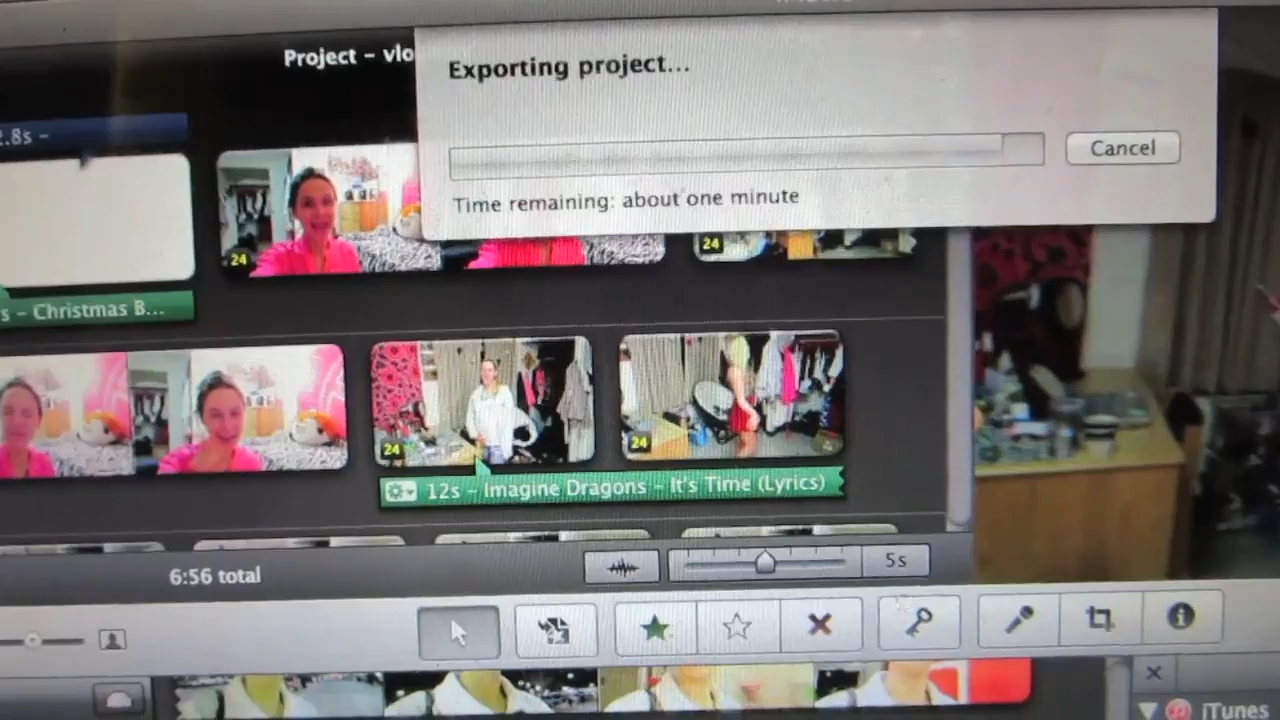 Project - vlo
Exporting project...
Cancel
Time remaining: about one minute
2.8s -
24
24
s - Christmas B...
24
24
12s - Imagine Dragons - It's Time (Lyrics)
6:56 total
5s
iTunes